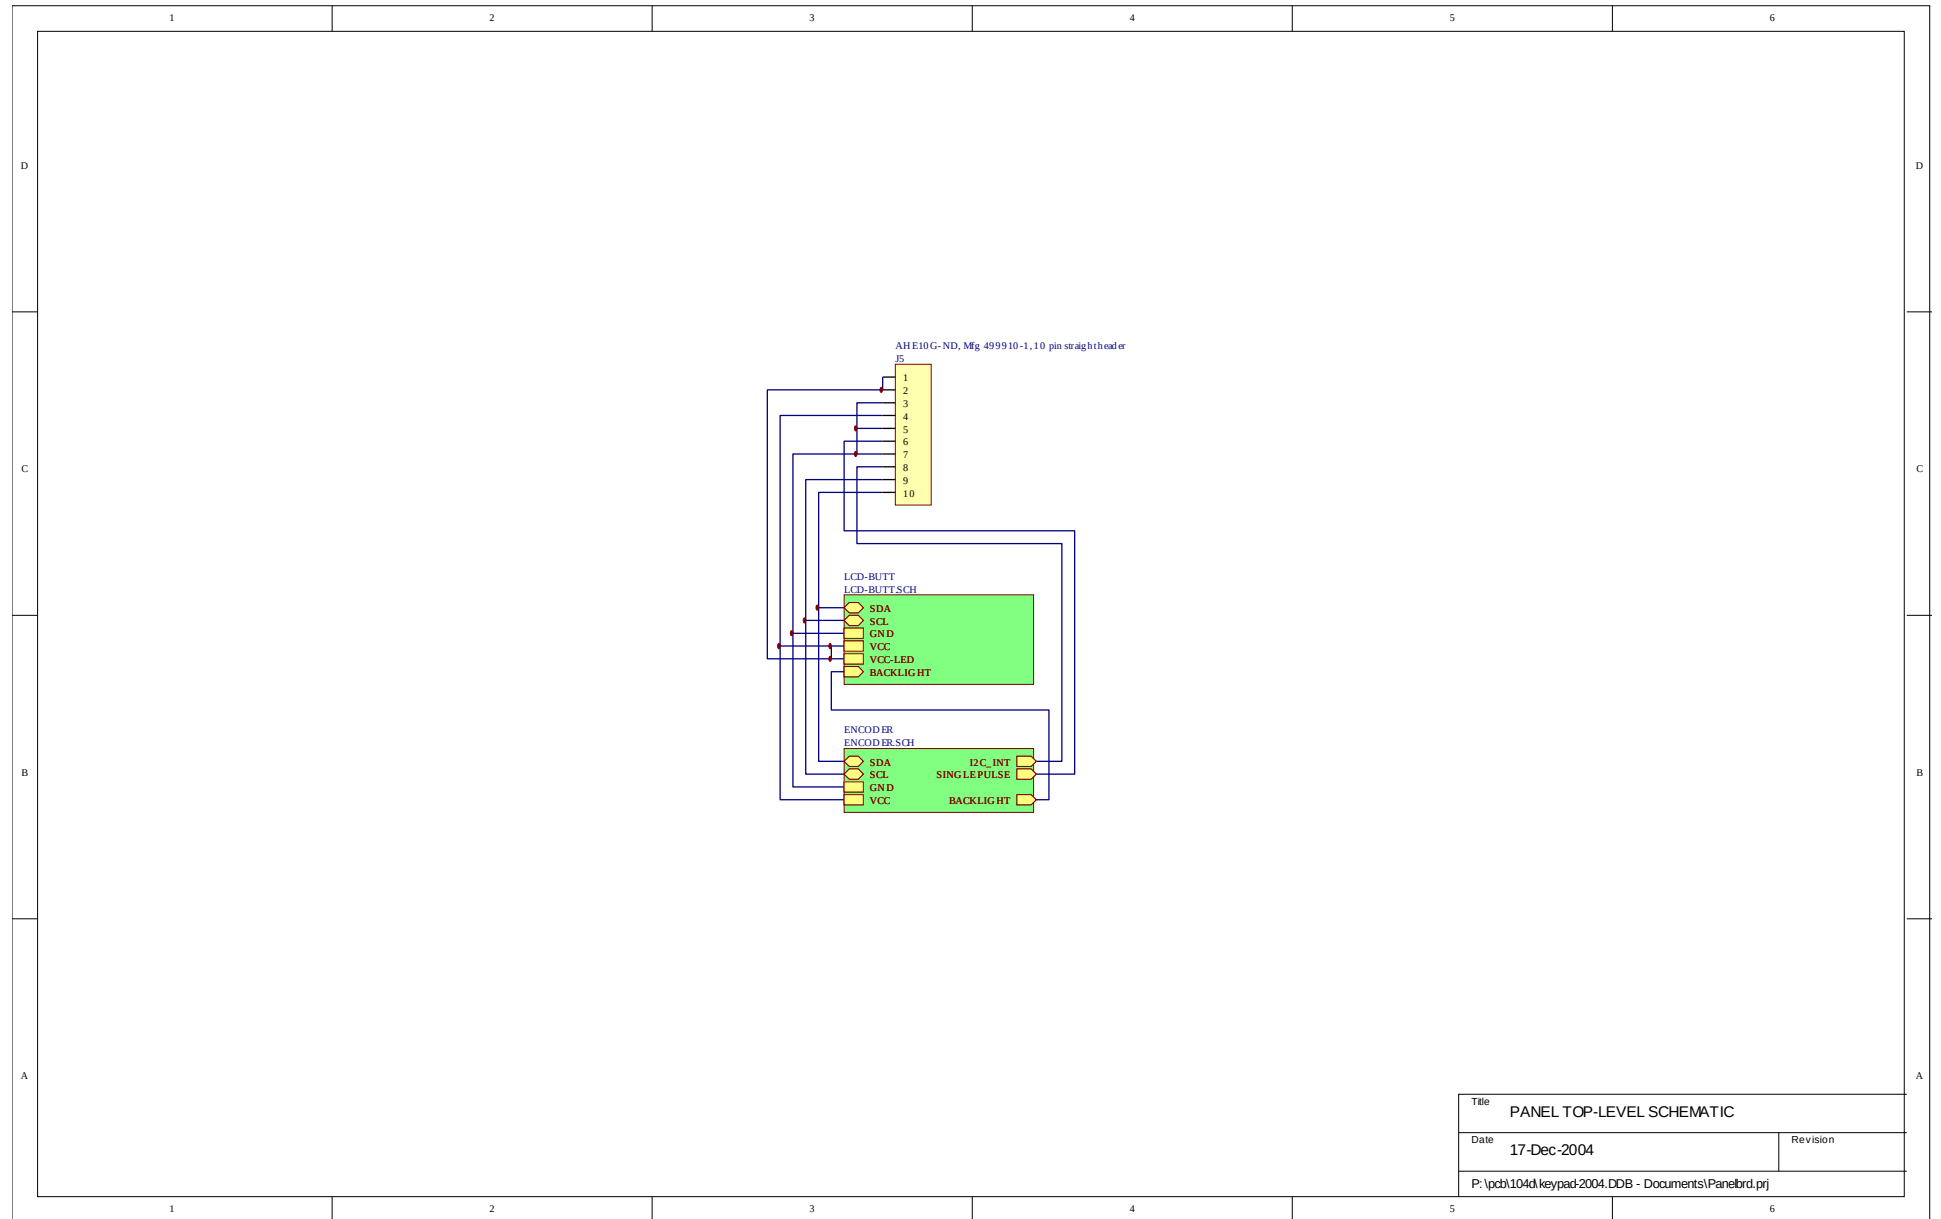 1 2 3 4 5 6
D D
AHE10G-ND, Mfg 499910-1, 10 pin straight header
J5
1
2
3
4
5
6
7
8
9
10
C C
LCD-BUTT
LCD-BUTT.SCH
SDA
SCL
GND
VCC
VCC-LED
BACKLIGHT
ENCODER
ENCODER.SCH
SDA I2C_INT
SCL SINGLEPULSE
GND
VCC BACKLIGHT
B B
A A
Title PANEL TOP-LEVEL SCHEMATIC
Date 17-Dec-2004 Revision
P:\pcb\104d\keypad-2004.DDB - Documents\Panelbrd.prj
1 2 3 4 5 6